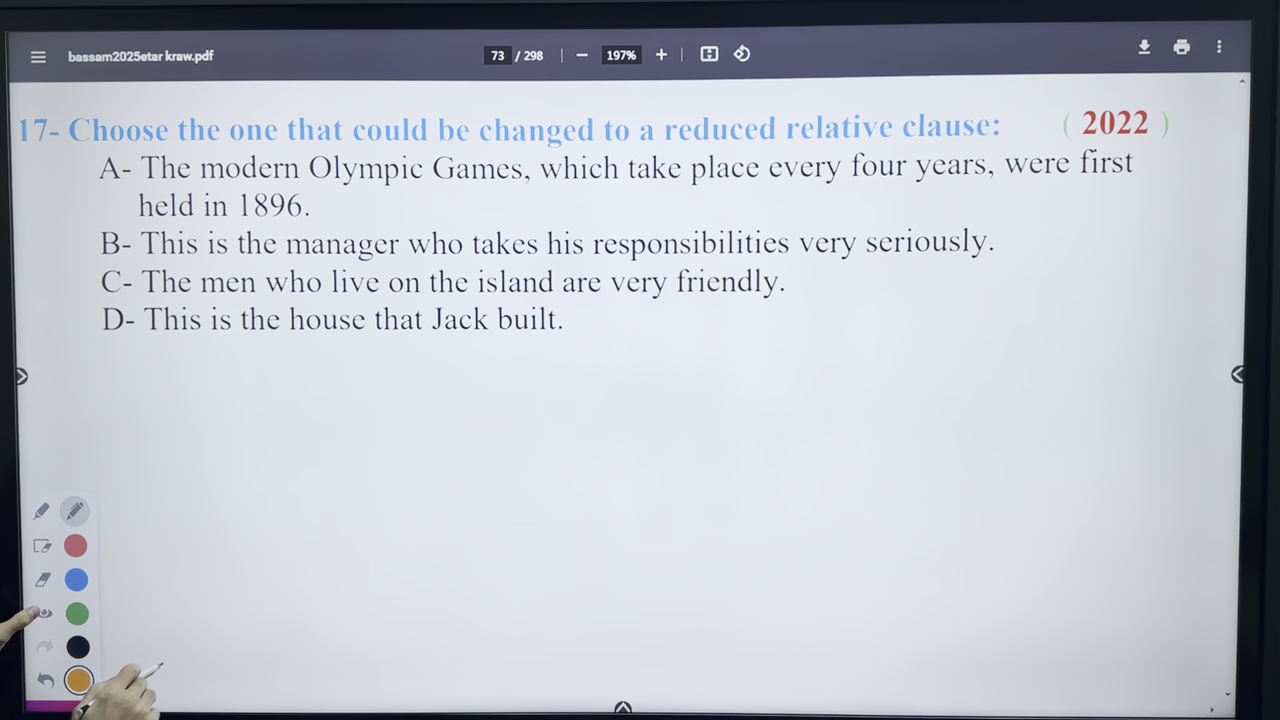 bassam2025etar kraw.pdf
73 / 298
197%
17- Choose the one that could be changed to a reduced relative clause: ( 2022 )
A- The modern Olympic Games, which take place every four years, were first
held in 1896.
B- This is the manager who takes his responsibilities very seriously.
C- The men who live on the island are very friendly.
D- This is the house that Jack built.